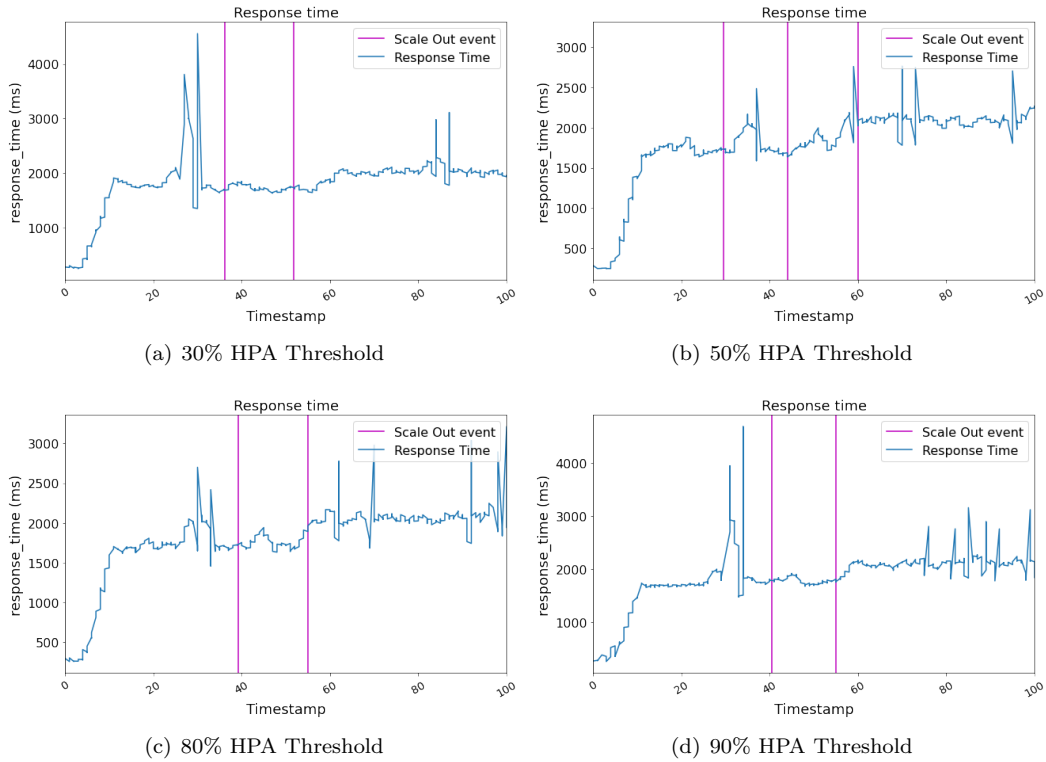 Response time
Scale Out event
Response Time
response_time (ms)
4000
3000
2000
1000
0
20
40
60
80
100
Timestamp
(a) 30% HPA Threshold
Response time
Scale Out event
Response Time
response_time (ms)
3000
2500
2000
1500
1000
500
0
20
40
60
80
100
Timestamp
(b) 50% HPA Threshold
Response time
Scale Out event
Response Time
response_time (ms)
3000
2500
2000
1500
1000
500
0
20
40
60
80
100
Timestamp
(c) 80% HPA Threshold
Response time
Scale Out event
Response Time
response_time (ms)
4000
3000
2000
1000
0
20
40
60
80
100
Timestamp
(d) 90% HPA Threshold